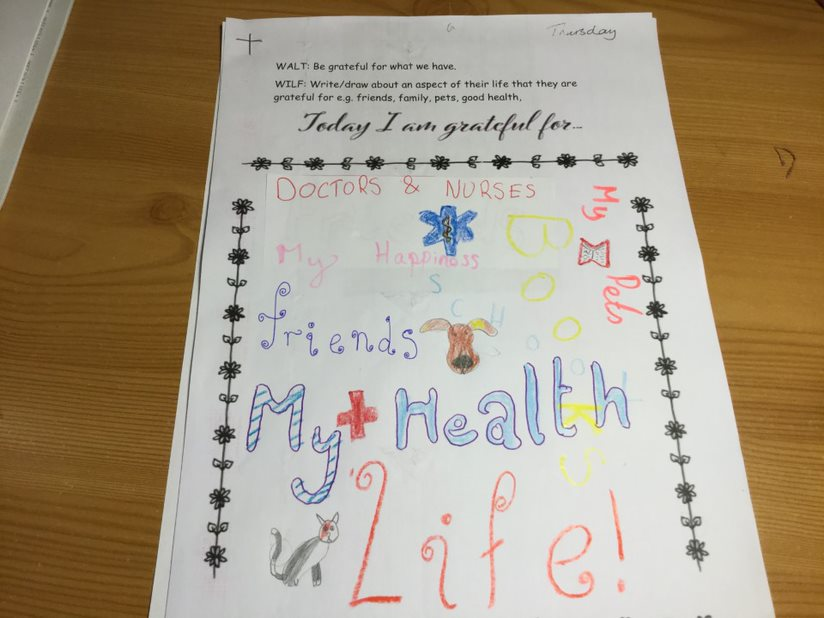 Thursday
WALT: Be grateful for what we have.
WILF: Write/draw about an aspect of their life that they are
grateful for e.g. friends, family, pets, good health,
Today I am grateful for...
DOCTORS & NURSES
My Pets
BOOKS
My Happiness
SCHOOL
friends
My Health
Life!